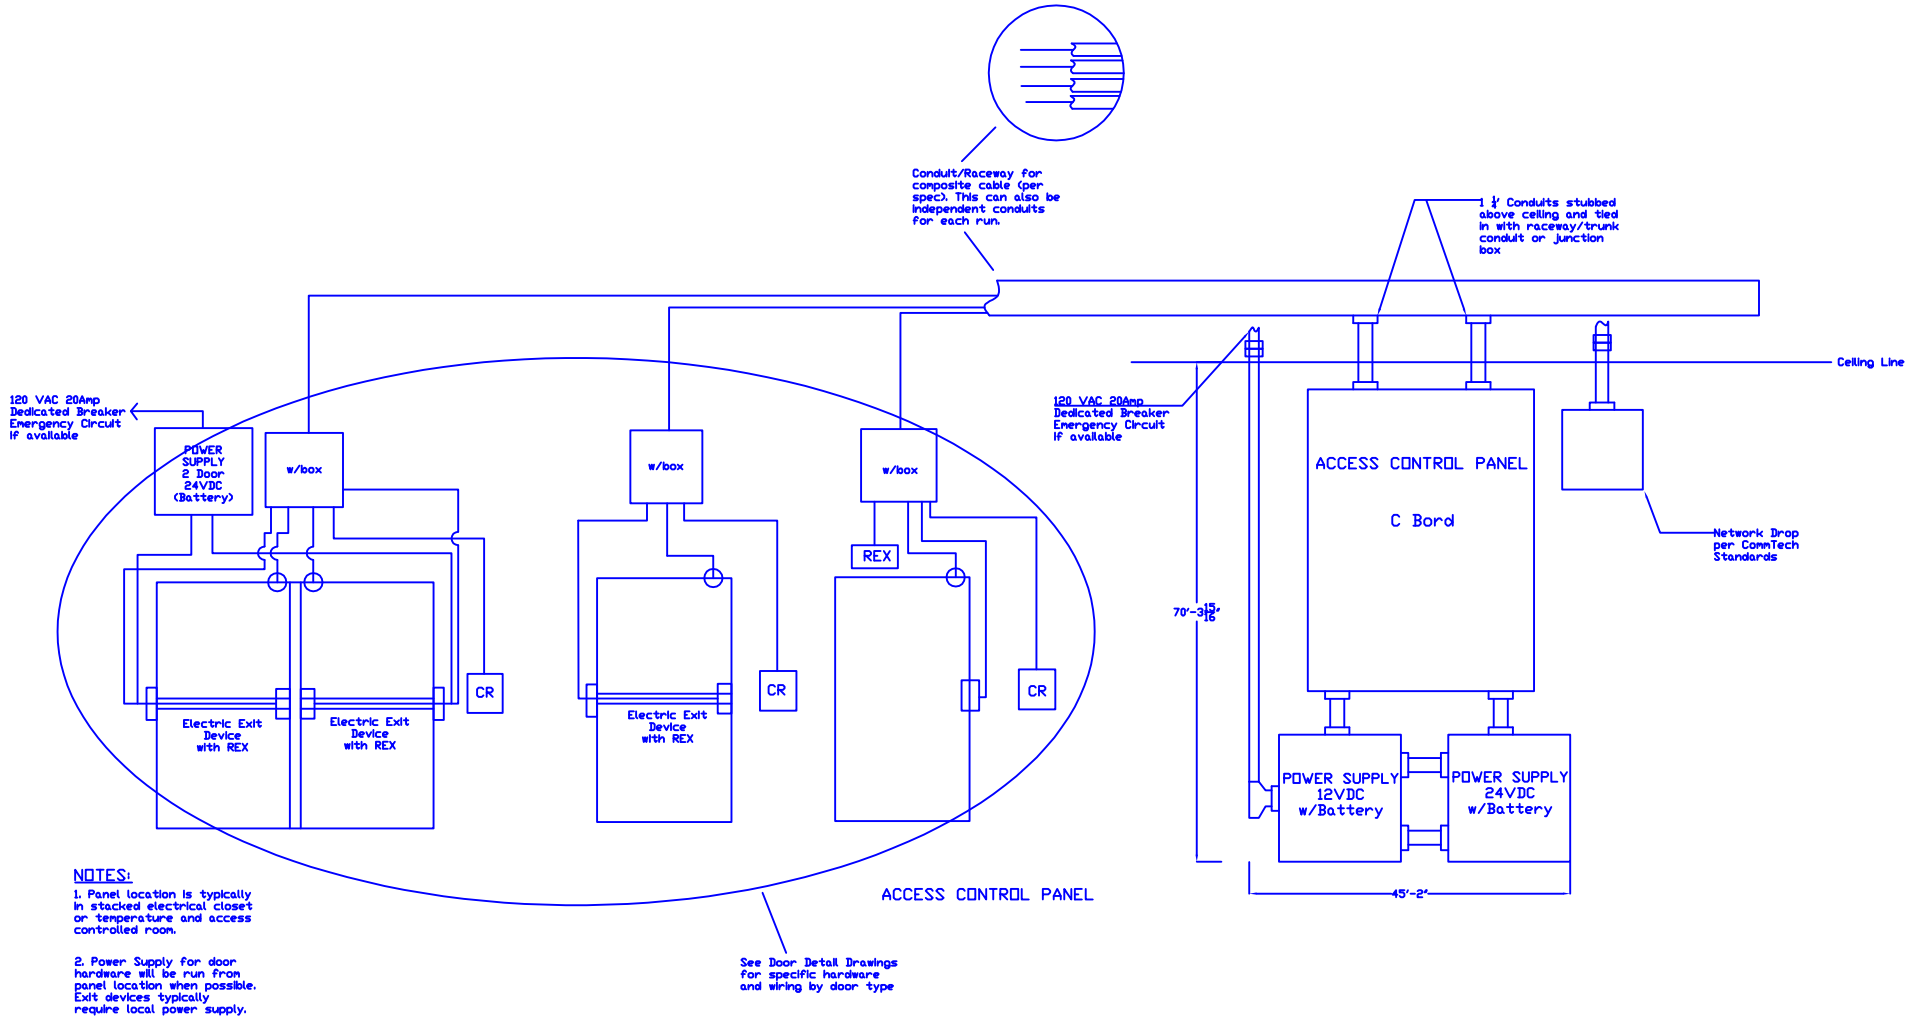 Conduit/Raceway for
composite cable (per
spec). This can also be
independent conduits
for each run.
1 1/4" Conduits stubbed
above ceiling and tied
in with raceway/trunk
conduit or junction
box
Ceiling Line
120 VAC 20Amp
Dedicated Breaker
Emergency Circuit
if available
POWER
SUPPLY
2 Door
24VDC
(Battery)
w/box
w/box
w/box
REX
CR
CR
CR
Electric Exit
Device
with REX
Electric Exit
Device
with REX
Electric Exit
Device
with REX
120 VAC 20Amp
Dedicated Breaker
Emergency Circuit
if available
ACCESS CONTROL PANEL
C Bord
Network Drop
per CommTech
Standards
70'-3 15/16"
POWER SUPPLY
12VDC
w/Battery
POWER SUPPLY
24VDC
w/Battery
45'-2"
ACCESS CONTROL PANEL
See Door Detail Drawings
for specific hardware
and wiring by door type
NOTES:
1. Panel location is typically
in stacked electrical closet
or temperature and access
controlled room.
2. Power Supply for door
hardware will be run from
panel location when possible.
Exit devices typically
require local power supply.